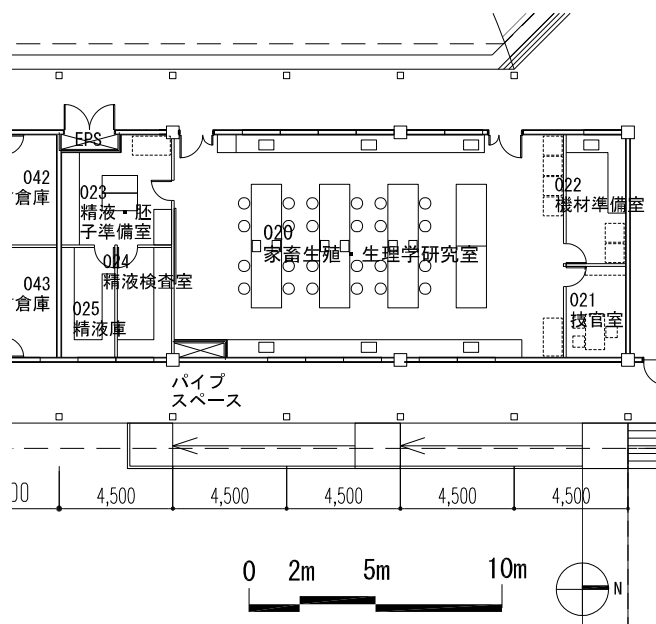 EPS
042
倉庫
023
精液・胚
子準備室
022
機材準備室
020
家畜生殖・生理学研究室
024
精液検査室
043
倉庫
025
精液庫
021
技官室
パイプ
スペース
00
4,500
4,500
4,500
4,500
4,500
0
2m
5m
10m
N